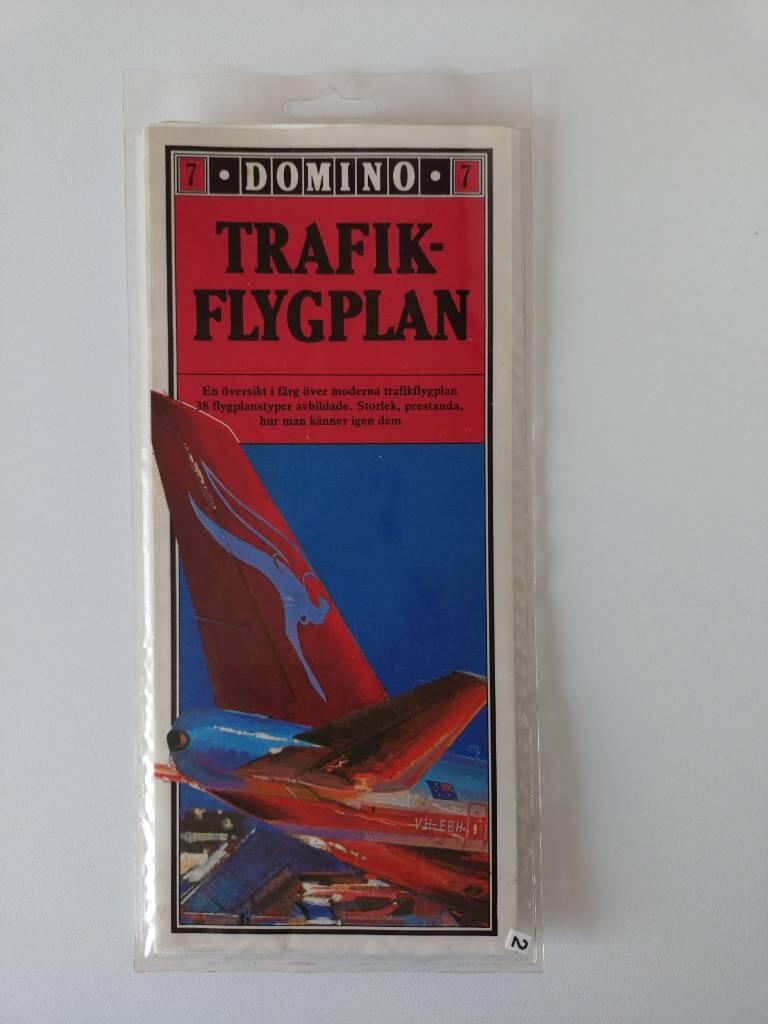 7 • DOMINO • 7
TRAFIK-
FLYGPLAN
En översikt i färg över moderna trafikflygplan
38 flygplanstyper avbildade. Storlek, prestanda,
hur man känner igen dem
VH-EBH
2